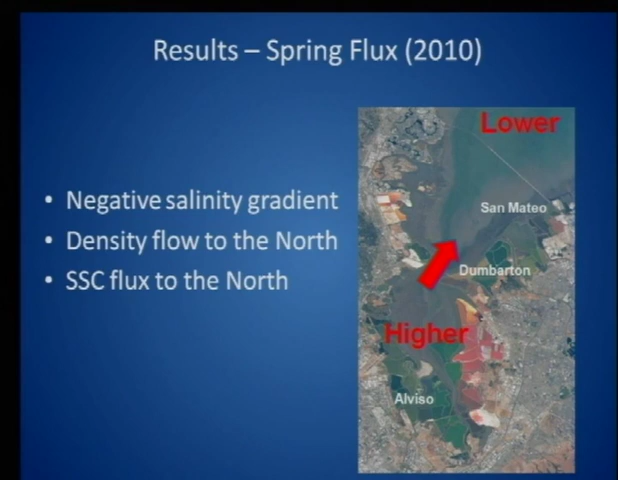 Results – Spring Flux (2010)
• Negative salinity gradient
• Density flow to the North
• SSC flux to the North
Lower
San Mateo
Dumbarton
Higher
Alviso